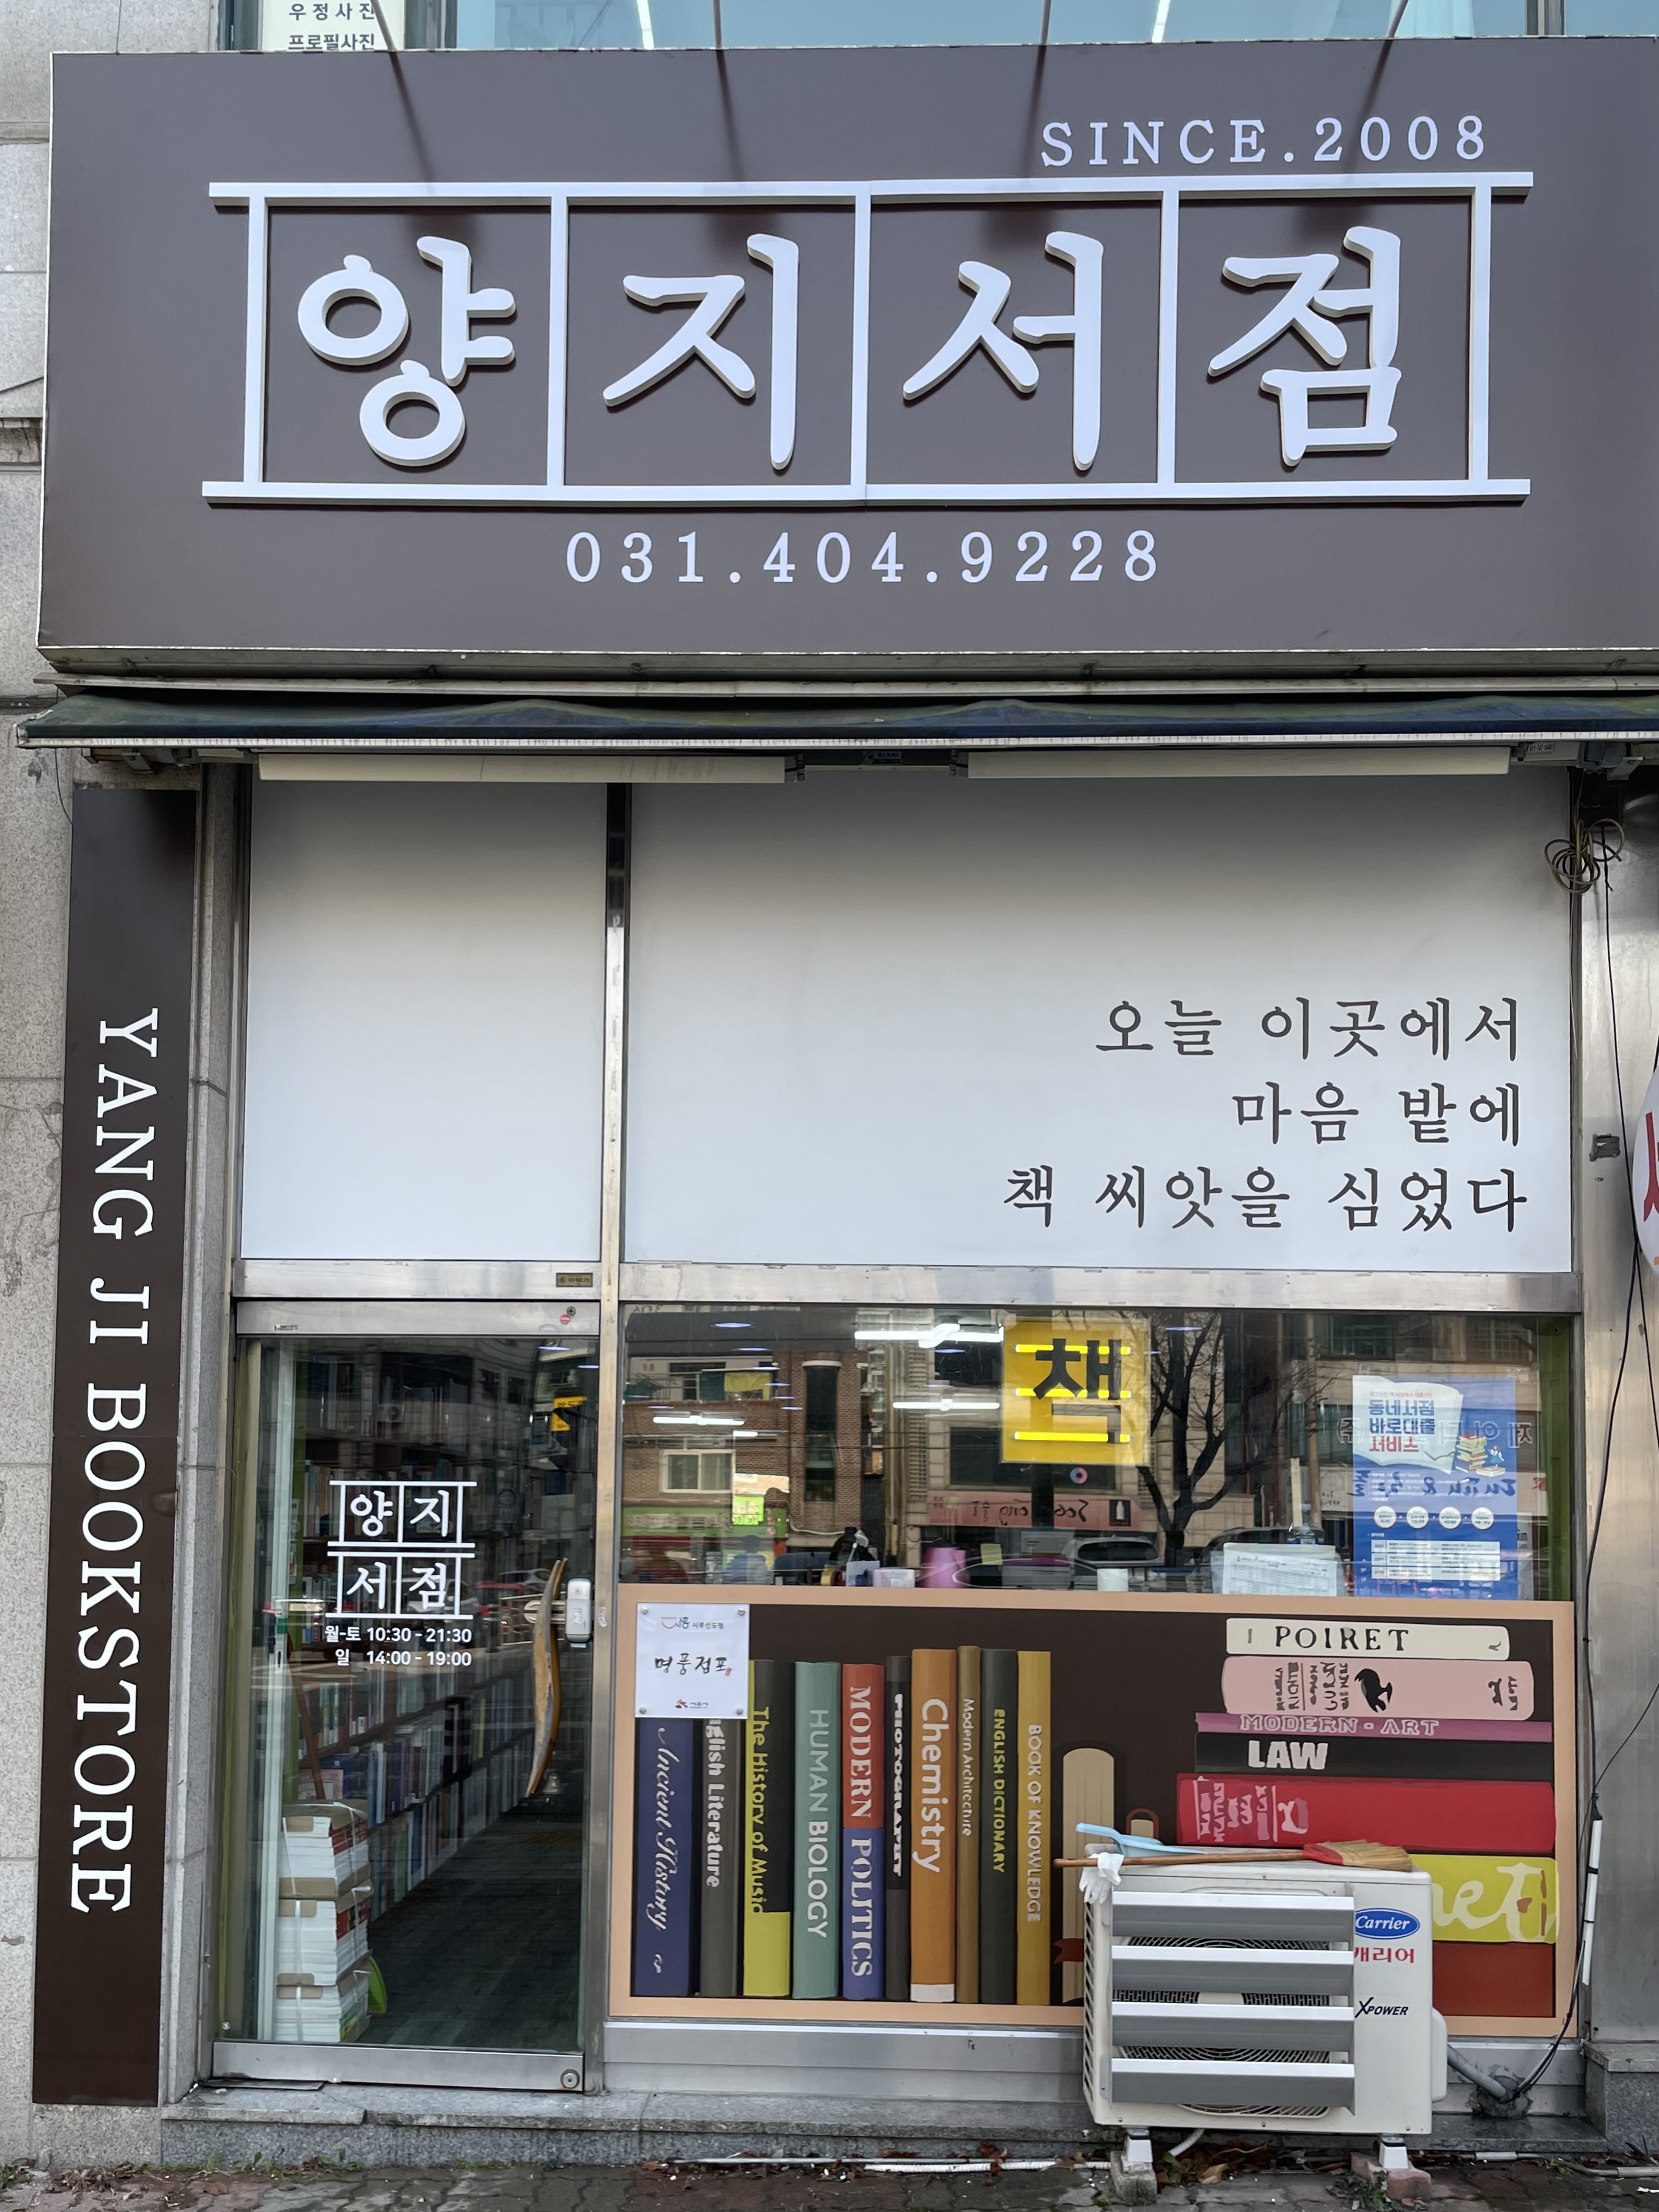 우정사진
프로필사진
SINCE.2008
양지서점
031.404.9228
YANG JI BOOKSTORE
오늘 이곳에서
마음 밭에
책 씨앗을 심었다
책
동네서점
바로대출
서비스
양지
서점
월-토 10:30 - 21:30
일 14:00 - 19:00
명품점포
Ancient History
English Literature
The History of Music
HUMAN BIOLOGY
MODERN POLITICS
PHOTOGRAPHY
Chemistry
Modern Architecture
ENGLISH DICTIONARY
BOOK OF KNOWLEDGE
POIRET
MODERN·ART
LAW
Carrier
캐리어
XPOWER